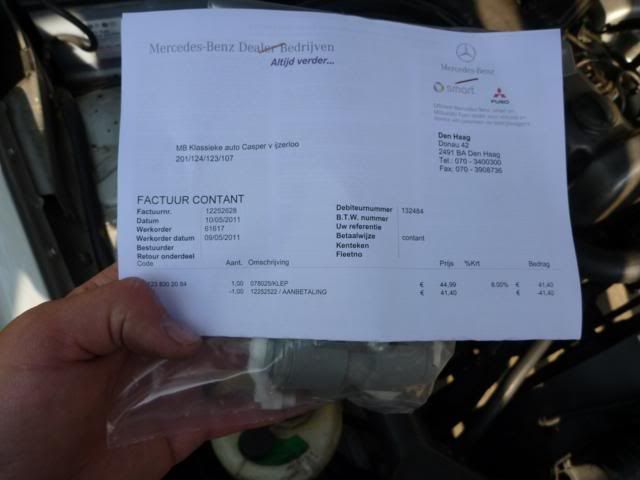 Mercedes-Benz Dealer Bedrijven
Altijd verder...
Mercedes-Benz
smart
FUSO
Den Haag
Donau 42
2491 BA Den Haag
Tel.: 070 - 3400300
Fax: 070 - 3908736
MB Klassieke auto Casper v ijzerloo
201/124/123/107
FACTUUR CONTANT
Factuurnr. 12252628
Datum 10/05/2011
Werkorder 61617
Werkorder datum 09/05/2011
Bestuurder
Retour onderdeel
Debiteurnummer 132484
B.T.W. nummer
Uw referentie
Betaalwijze contant
Kenteken
Fleetno
Code Aant. Omschrijving Prijs %Krt Bedrag
123 830 20 84 1,00 078025/KLEP € 44,99 8.00% € 41,40
-1,00 12252522 / AANBETALING € 41,40 € -41,40